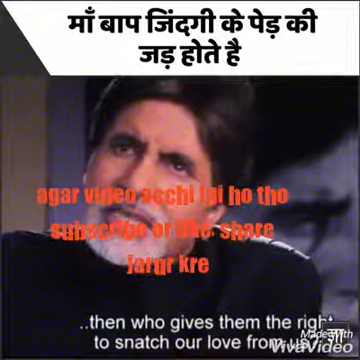 माँ बाप जिंदगी के पेड़ की
जड़ होते है
agar video acchi lgi ho tho
subscribe or like, share
jarur kre
..then who gives them the right
to snatch our love from us?
Made With
VivaVideo